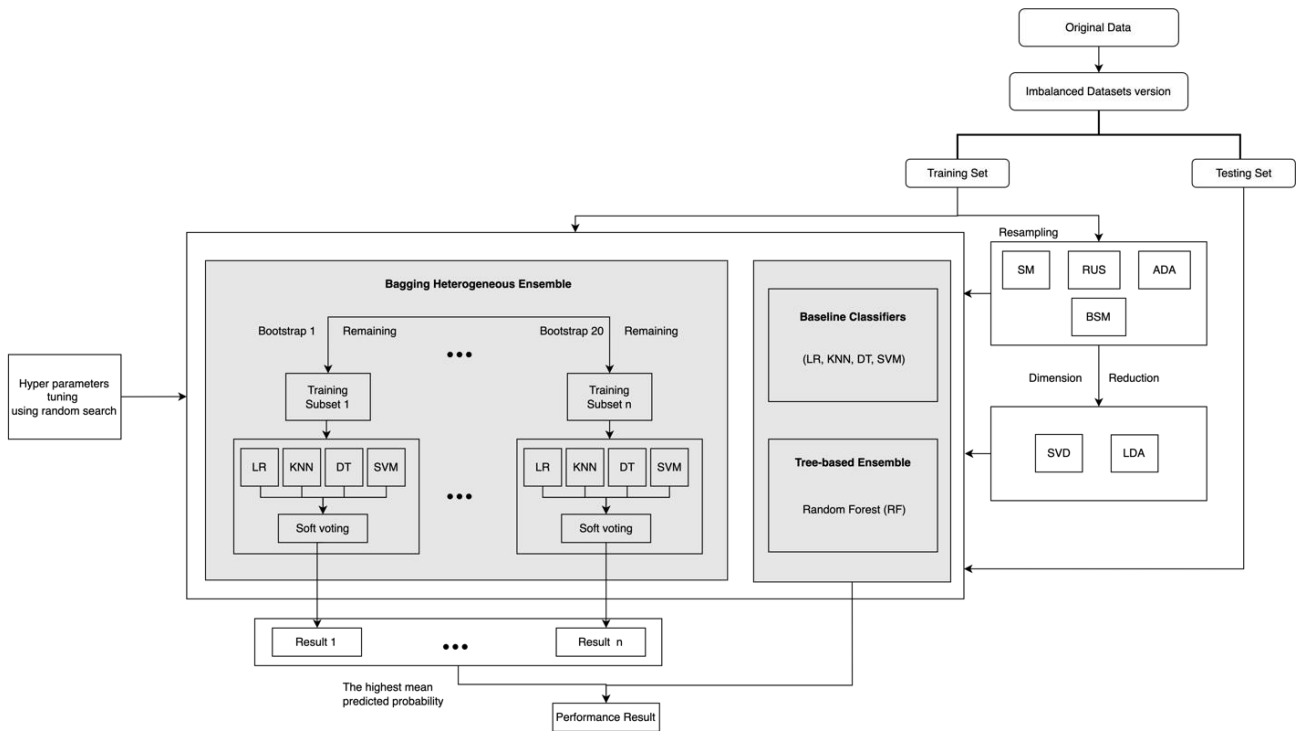 Original Data
Imbalanced Datasets version
Training Set
Testing Set
Resampling
SM
RUS
ADA
BSM
Dimension
Reduction
SVD
LDA
Hyper parameters
tuning
using random search
Bagging Heterogeneous Ensemble
Bootstrap 1
Remaining
Bootstrap 20
Remaining
•••
Training
Subset 1
Training
Subset n
LR
KNN
DT
SVM
•••
LR
KNN
DT
SVM
Soft voting
Soft voting
Baseline Classifiers
(LR, KNN, DT, SVM)
Tree-based Ensemble
Random Forest (RF)
Result 1
•••
Result n
The highest mean
predicted probability
Performance Result